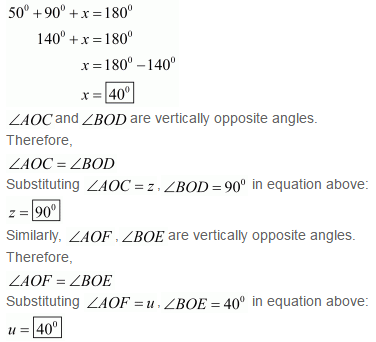 50⁰ + 90⁰ + x = 180⁰
140⁰ + x = 180⁰
x = 180⁰ − 140⁰
x = 40⁰
∠AOC and ∠BOD are vertically opposite angles.
Therefore,
∠AOC = ∠BOD
Substituting ∠AOC = z , ∠BOD = 90⁰ in equation above:
z = 90⁰
Similarly, ∠AOF , ∠BOE are vertically opposite angles.
Therefore,
∠AOF = ∠BOE
Substituting ∠AOF = u , ∠BOE = 40⁰ in equation above:
u = 40⁰